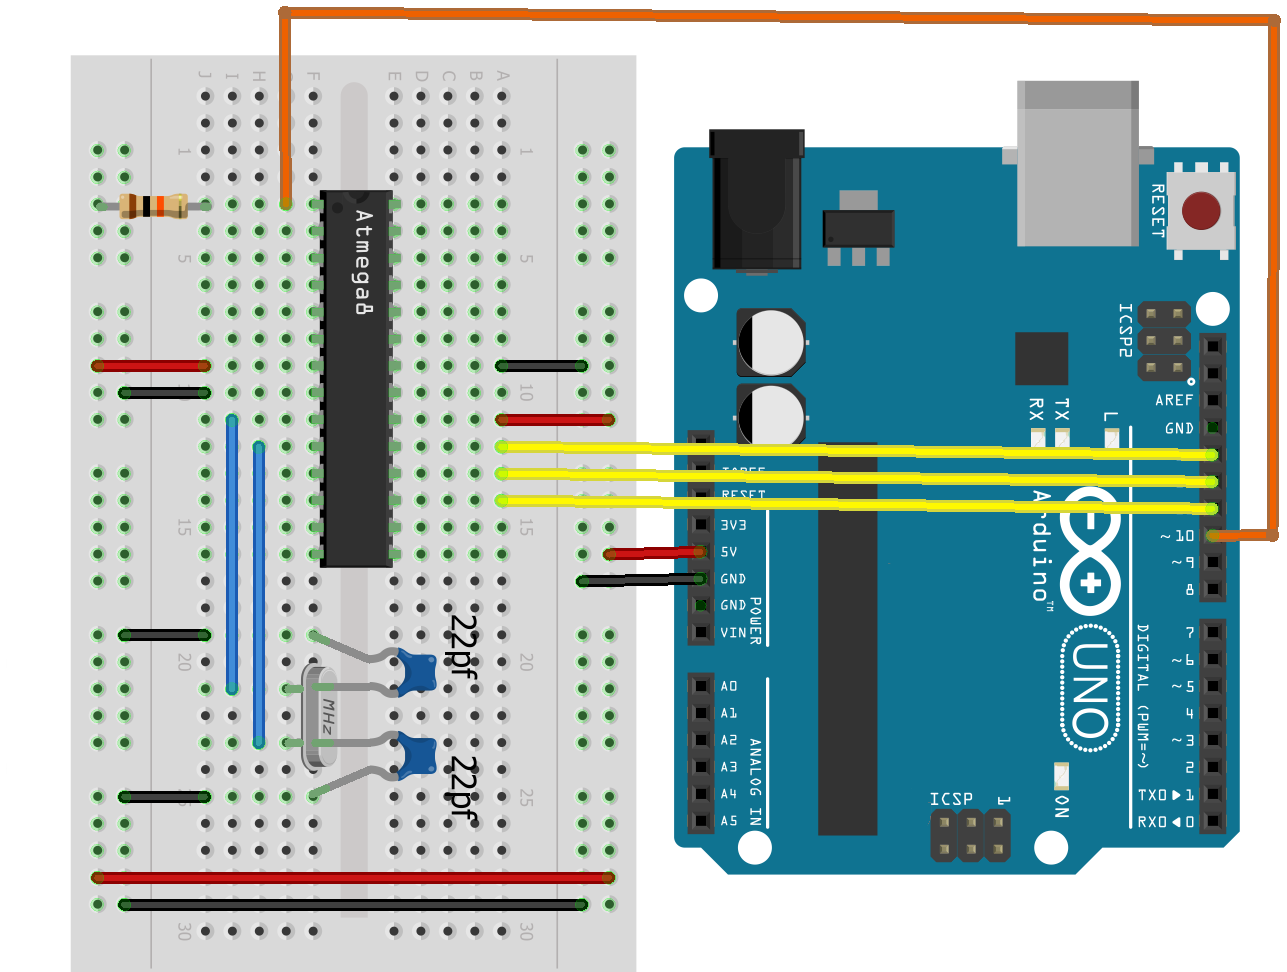 J I H F E D C B A
1 1
5 5
10
15 15
20 20
25
30 30
Atmega8
22pf
MHz
22pf
RESET
ICSP2
AREF
GND
RX TX L
RESET
3V3
5V
GND
GND
VIN
POWER
A0
A1
A2
A3
A4
A5
ANALOG IN
Arduino™
UNO
~10
~9
8
7
~6
~5
4
~3
2
TX0▶1
RX0◀0
DIGITAL (PWM=~)
ICSP
1
ON